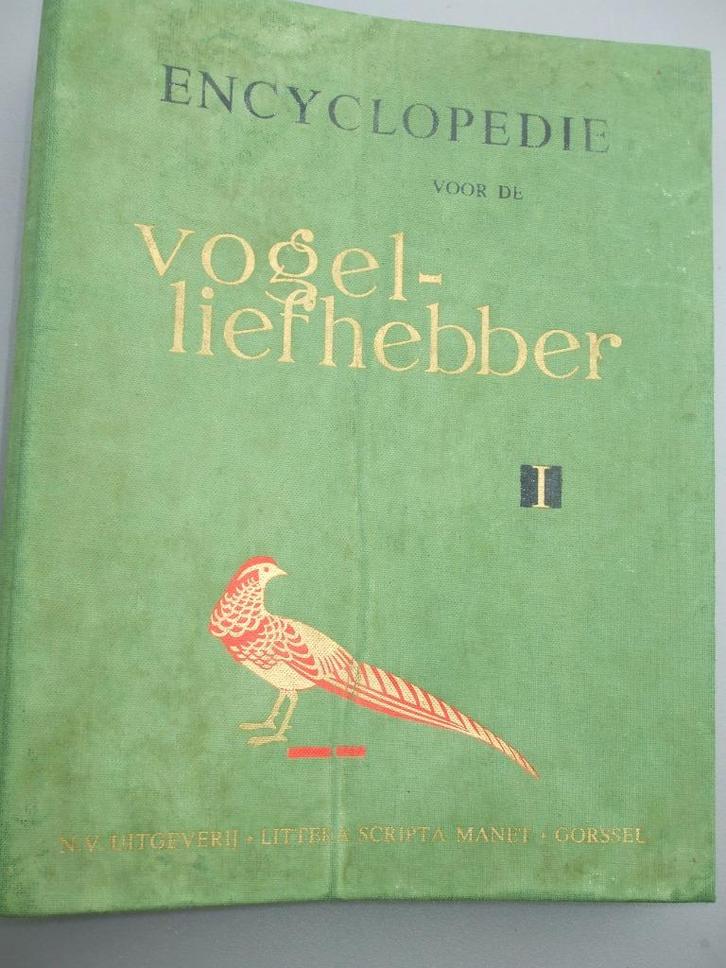 ENCYCLOPEDIE
VOOR DE
vogel-
liefhebber
I
N.V. UITGEVERIJ • LITTERA SCRIPTA MANET • GORSSEL